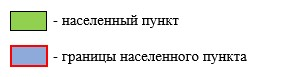 - населенный пункт
- границы населенного пункта